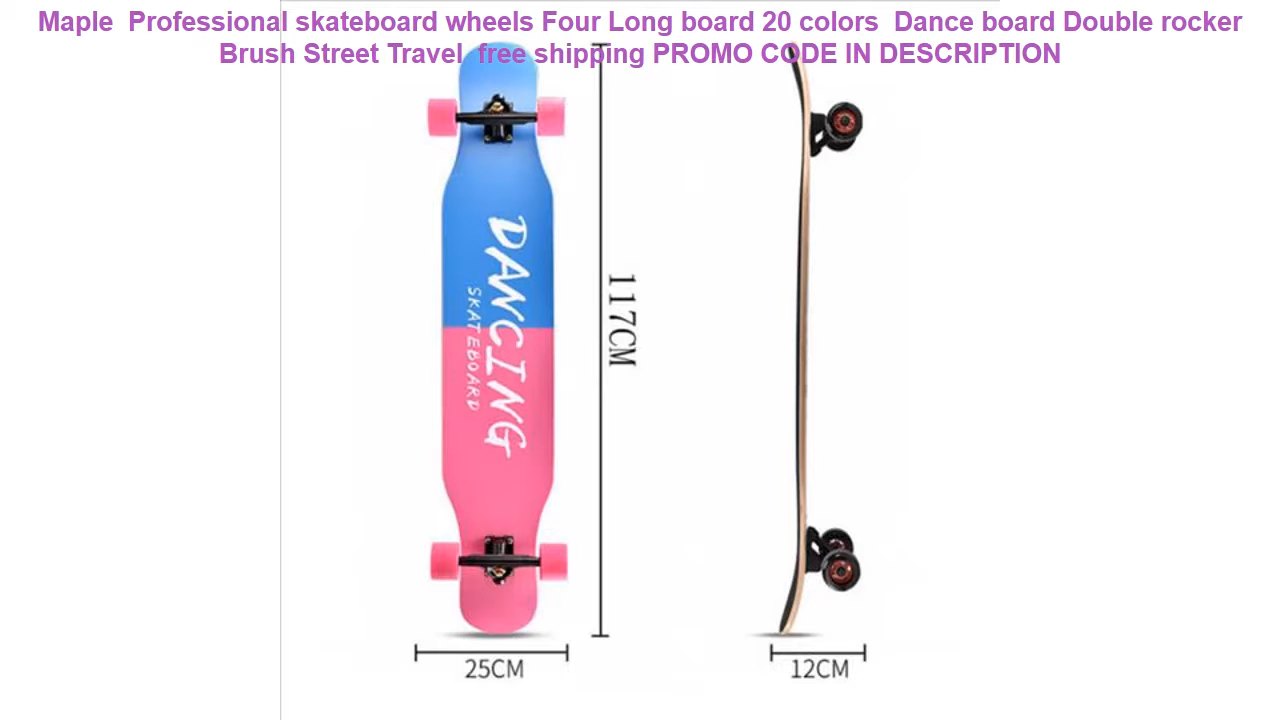 Maple  Professional skateboard wheels Four Long board 20 colors  Dance board Double rocker
Brush Street Travel  free shipping PROMO CODE IN DESCRIPTION
DANCING
SKATEBOARD
117CM
25CM
12CM